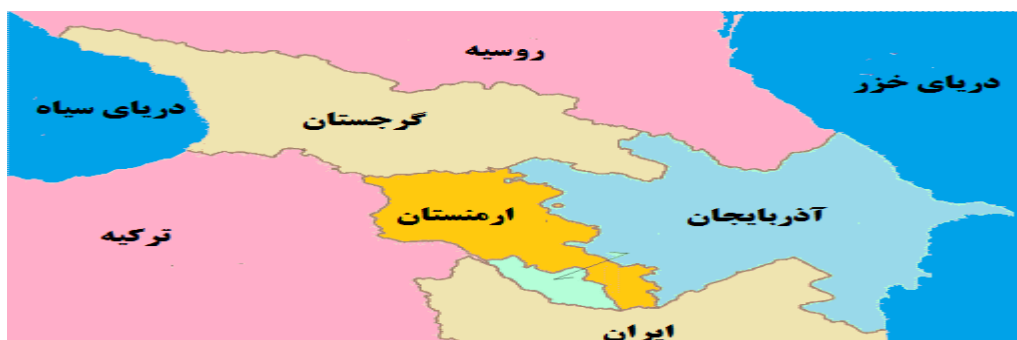 روسیه
دریای خزر
دریای سیاه
گرجستان
ارمنستان
آذربایجان
ترکیه
ایران